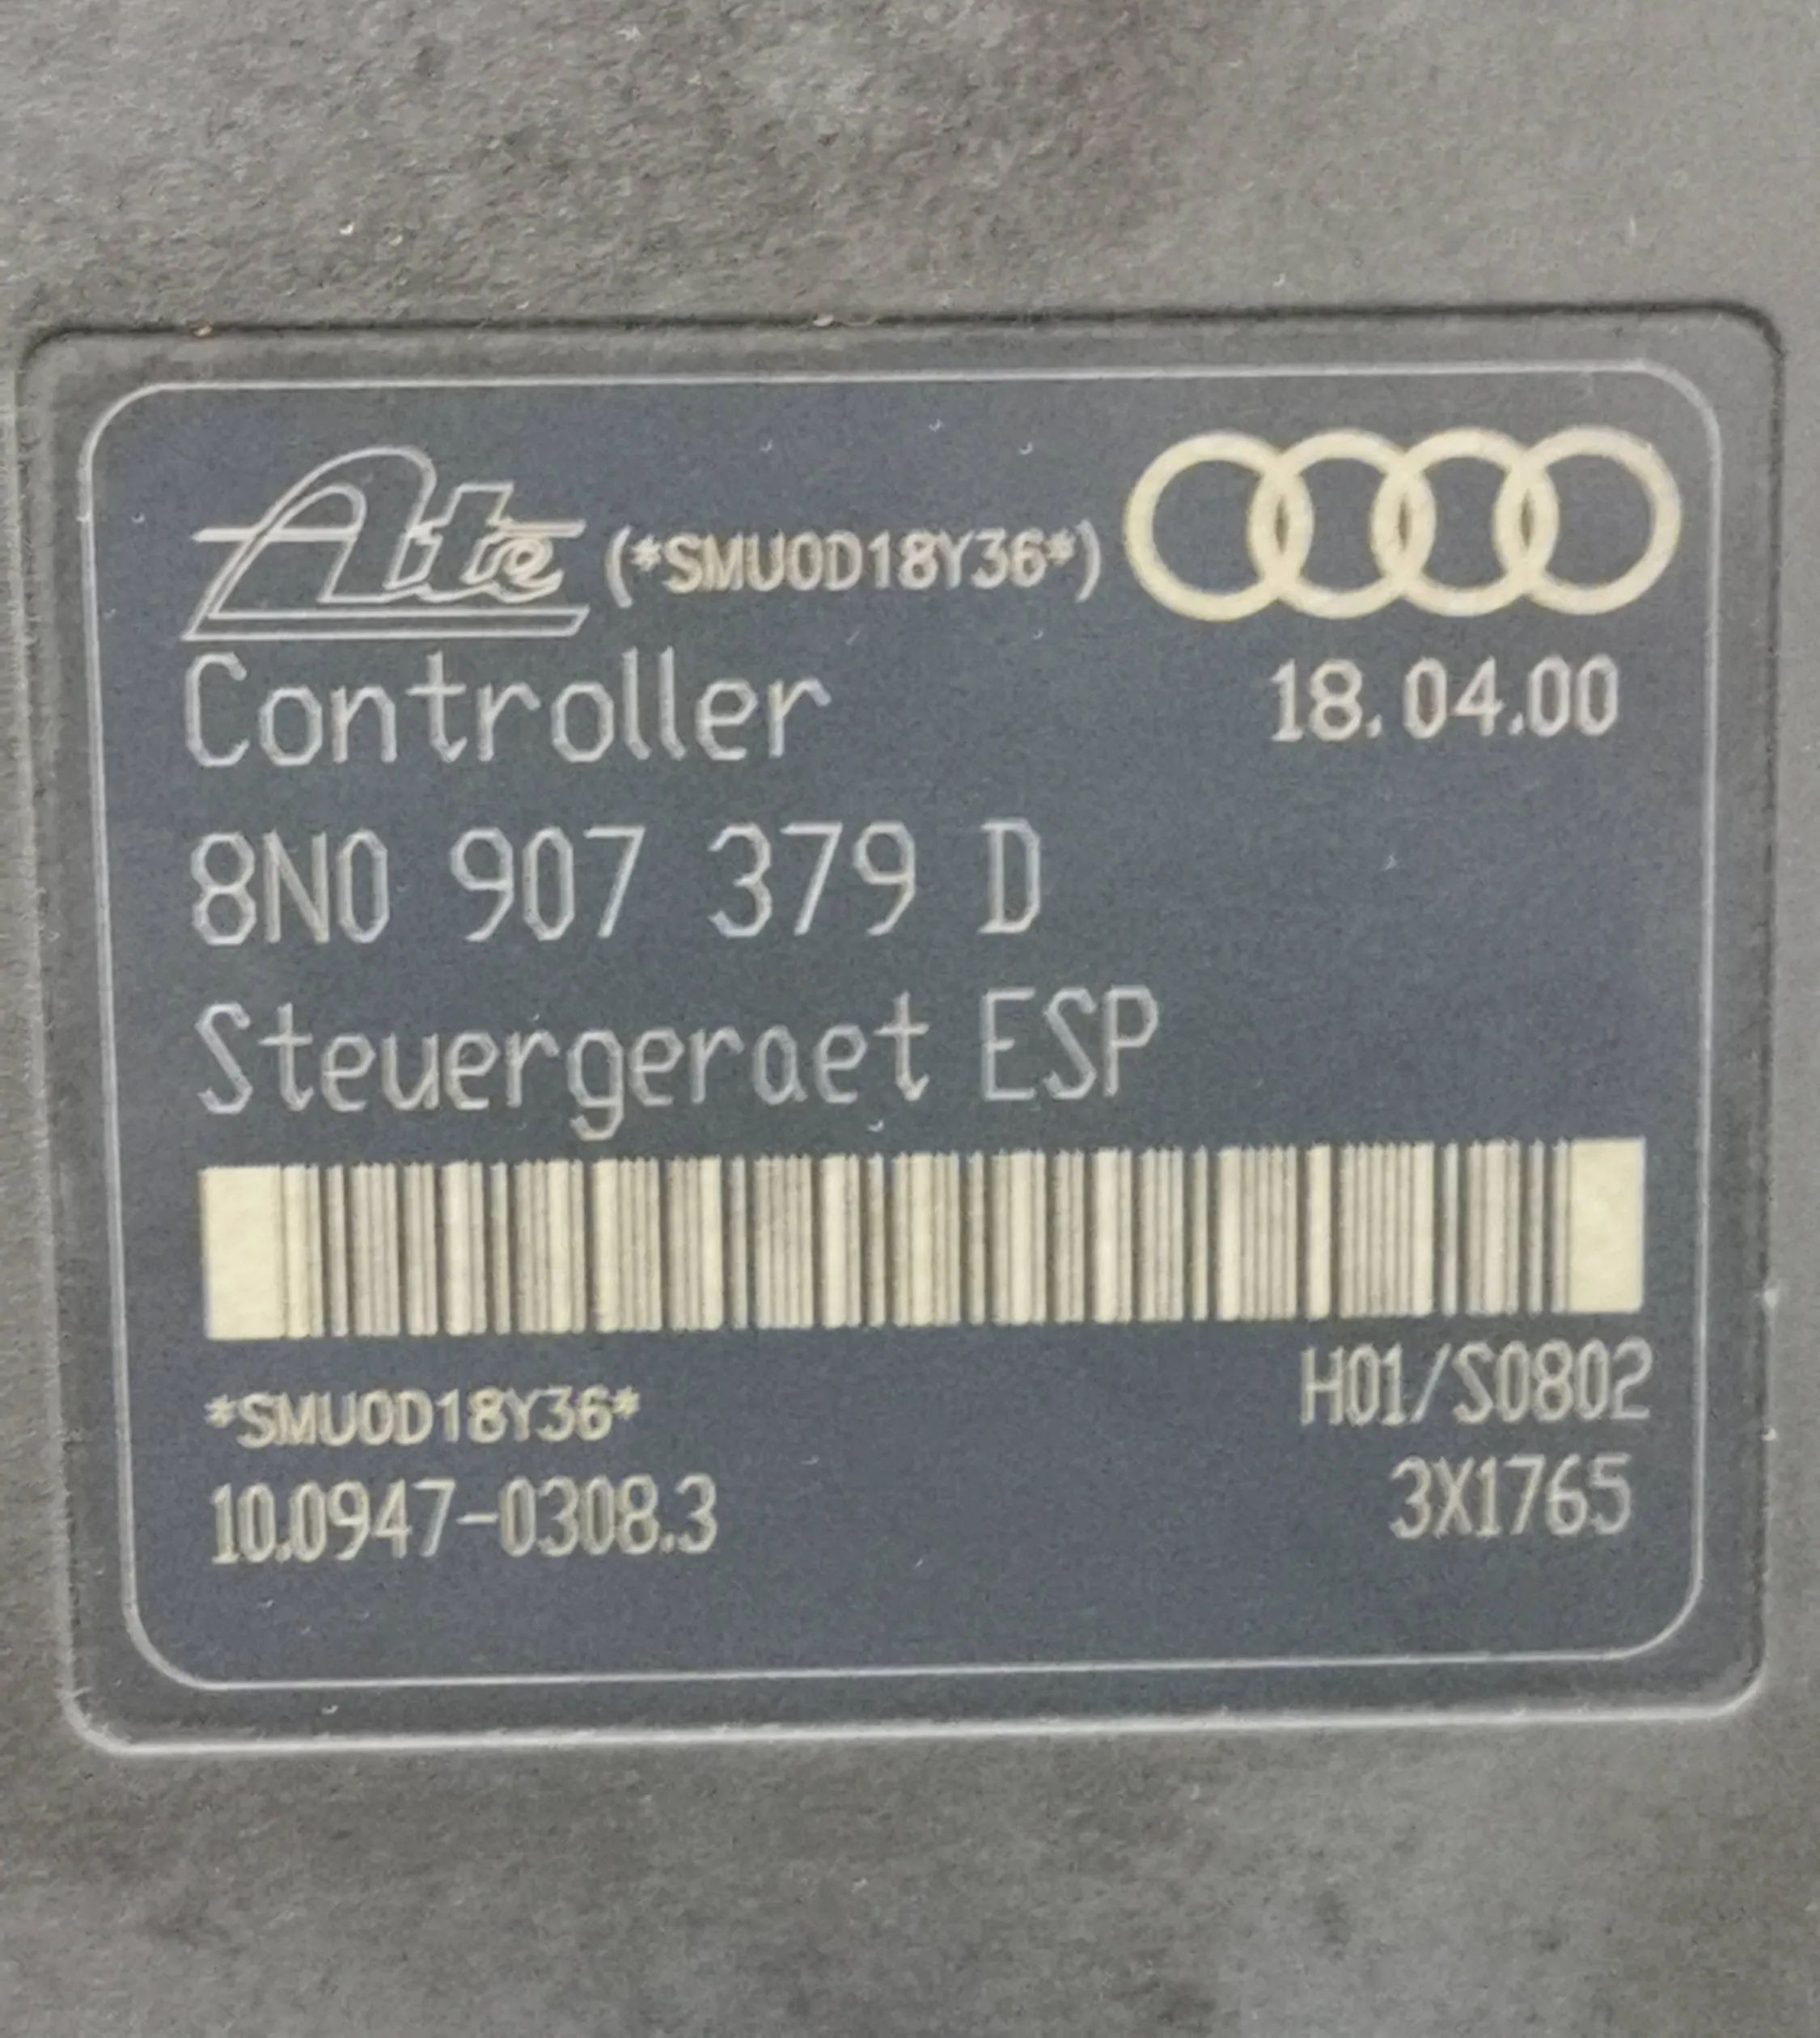 Ate (*SMU0D18Y36*)
Controller 18.04.00
8N0 907 379 D
Steuergeraet ESP
*SMU0D18Y36* H01/S0802
10.0947-0308.3 3X1765